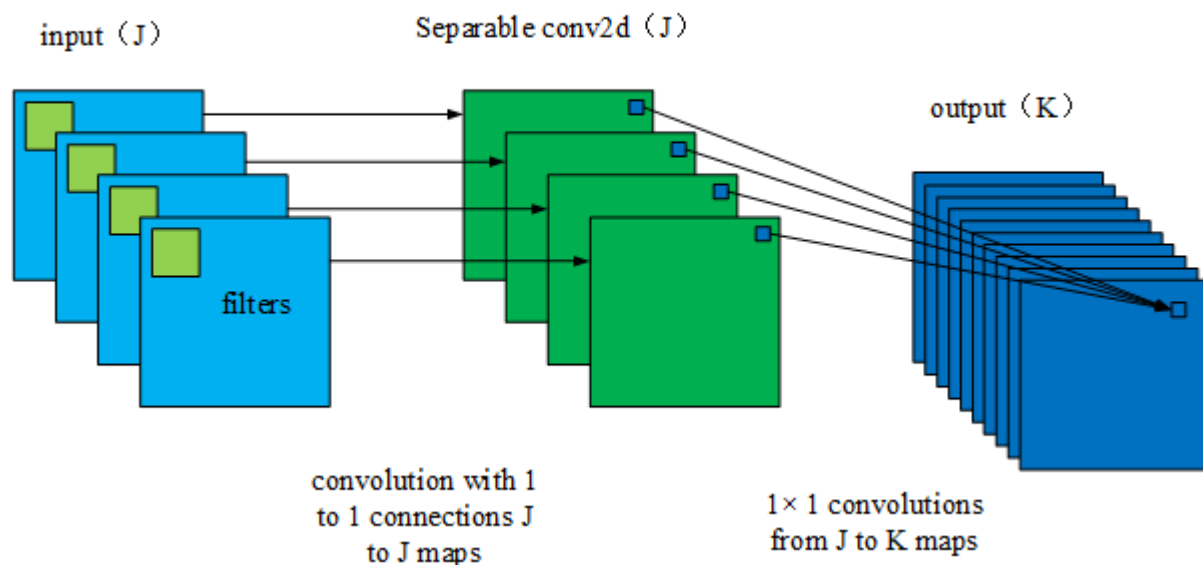 input（J）
Separable conv2d（J）
output（K）
filters
convolution with 1
to 1 connections J
to J maps
1× 1 convolutions
from J to K maps